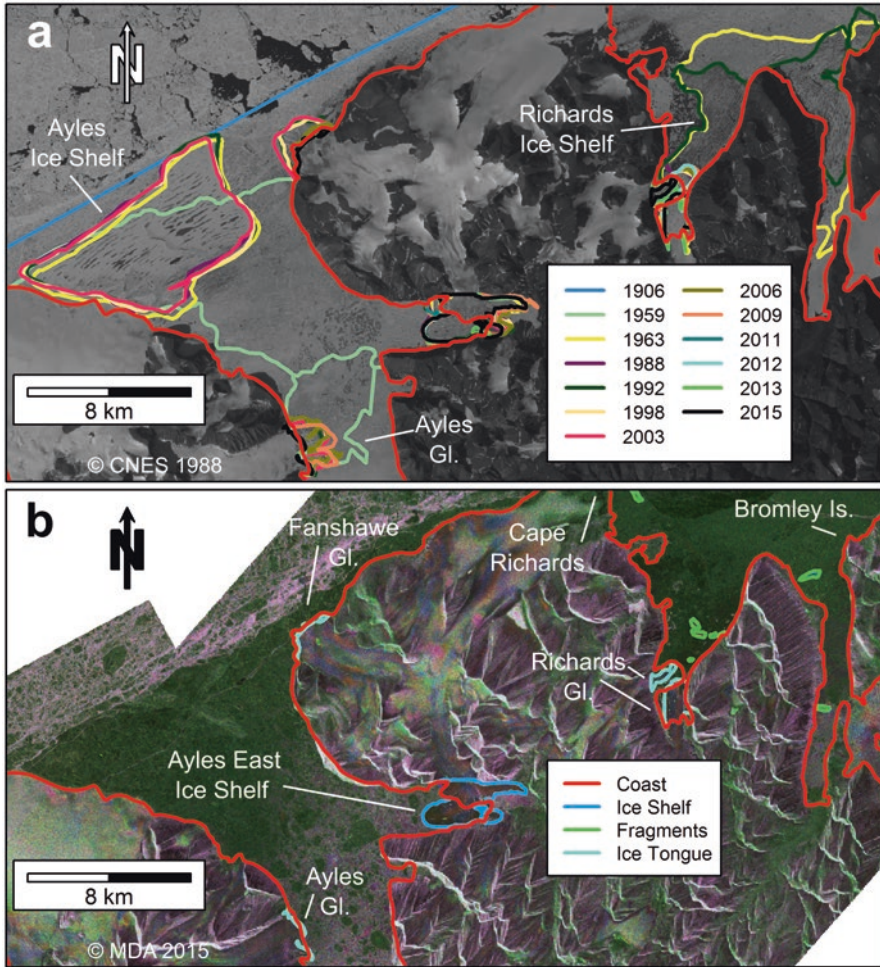 a
N
Ayles
Ice Shelf
Richards
Ice Shelf
1906
1959
1963
1988
1992
1998
2003
2006
2009
2011
2012
2013
2015
8 km
Ayles
Gl.
© CNES 1988
b
N
Fanshawe
Gl.
Cape
Richards
Bromley Is.
Richards
Gl.
Ayles East
Ice Shelf
Coast
Ice Shelf
Fragments
Ice Tongue
8 km
Ayles
Gl.
© MDA 2015